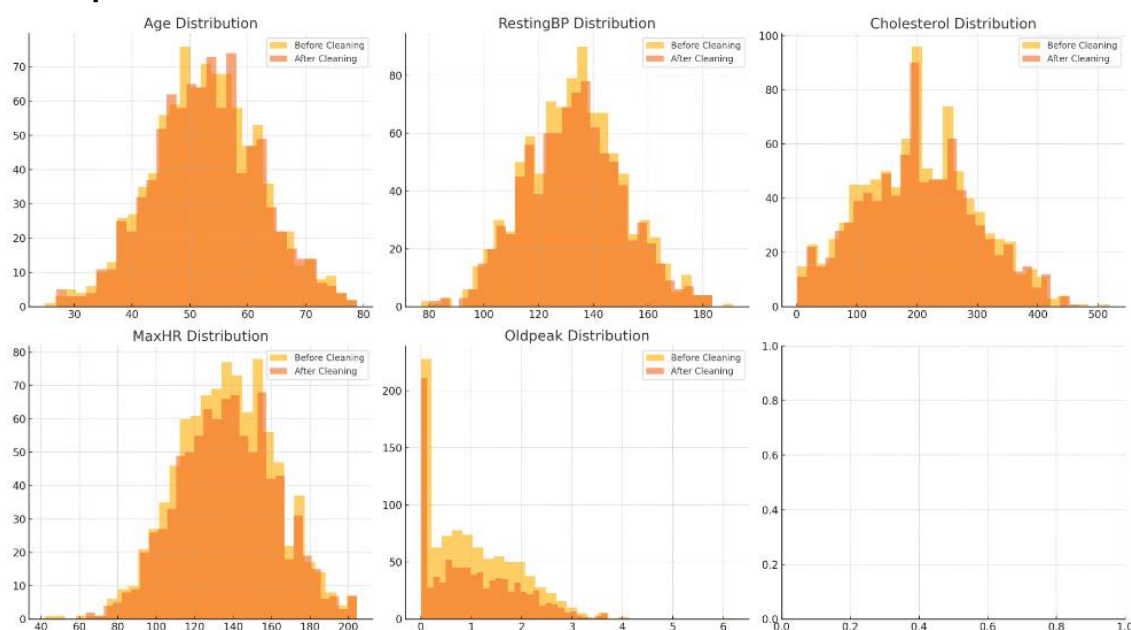 Age Distribution
Before Cleaning
After Cleaning
70
60
50
40
30
20
10
0
30 40 50 60 70 80
RestingBP Distribution
Before Cleaning
After Cleaning
80
60
40
20
0
80 100 120 140 160 180
Cholesterol Distribution
Before Cleaning
After Cleaning
100
80
60
40
20
0
0 100 200 300 400 500
MaxHR Distribution
Before Cleaning
After Cleaning
80
70
60
50
40
30
20
10
0
40 60 80 100 120 140 160 180 200
Oldpeak Distribution
Before Cleaning
After Cleaning
200
150
100
50
0
0 1 2 3 4 5 6
1.0
0.8
0.6
0.4
0.2
0.0
0.0 0.2 0.4 0.6 0.8 1.0